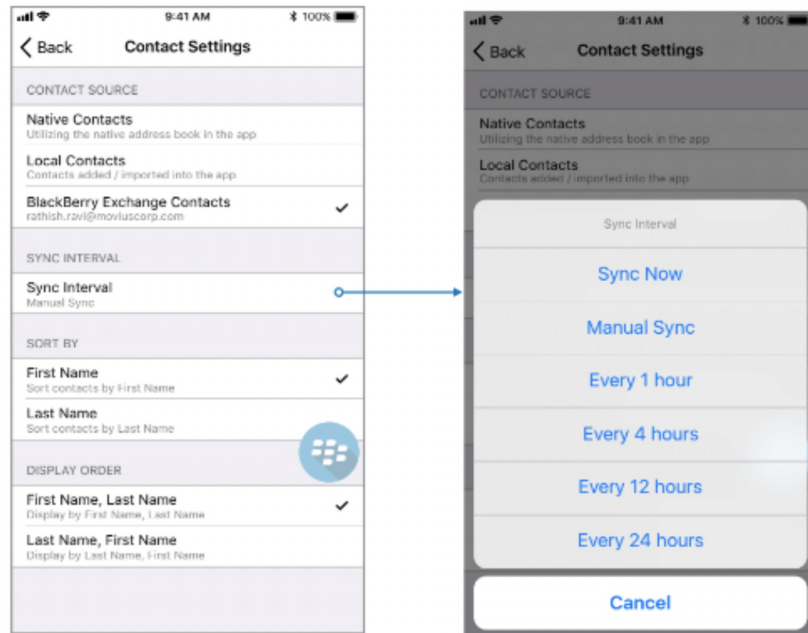 9:41 AM
100%
Back
Contact Settings
CONTACT SOURCE
Native Contacts
Utilizing the native address book in the app
Local Contacts
Contacts added / imported into the app
BlackBerry Exchange Contacts
rathish.ravi@moviuscorp.com
SYNC INTERVAL
Sync Interval
Manual Sync
SORT BY
First Name
Sort contacts by First Name
Last Name
Sort contacts by Last Name
DISPLAY ORDER
First Name, Last Name
Display by First Name, Last Name
Last Name, First Name
Display by Last Name, First Name
9:41 AM
100%
Back
Contact Settings
CONTACT SOURCE
Native Contacts
Utilizing the native address book in the app
Local Contacts
Contacts added / imported into the app
Sync Interval
Sync Now
Manual Sync
Every 1 hour
Every 4 hours
Every 12 hours
Every 24 hours
Cancel